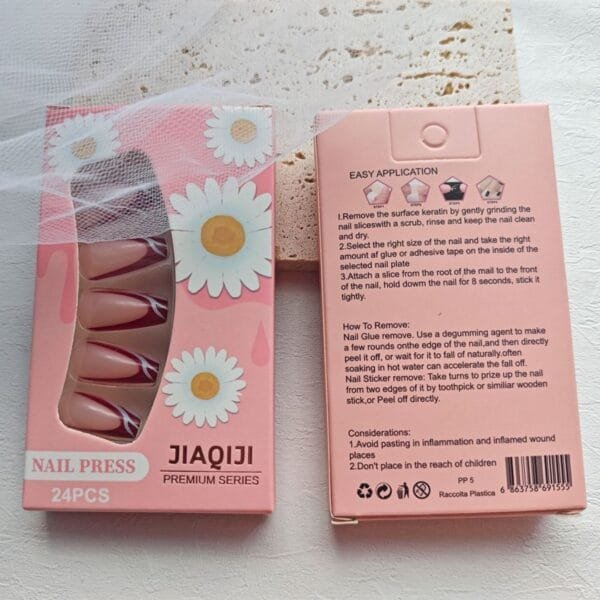 NAIL PRESS
24PCS
JIAQIJI
PREMIUM SERIES
EASY APPLICATION
STEP1 STEP2 STEP3 STEP4
I.Remove the surface keratin by gently grinding the
nail sliceswith a scrub, rinse and keep the nail clean
and dry.
2.Select the right size of the nail and take the right
amount af glue or adhesive tape on the inside of the
selected nail plate
3.Attach a slice from the root of the mail to the front
of the nail, hold dowm the nail for 8 seconds, stick it
tightly.
How To Remove:
Nail Glue remove. Use a degumming agent to make
a few rounds onthe edge of the nail,and then directly
peel it off, or wait for it to fall of naturally.often
soaking in hot water can accelerate the fall off.
Nail Sticker remove: Take turns to prize up the nail
from two edges of it by toothpick or similiar wooden
stick,or Peel off directly.
Considerations:
1.Avoid pasting in inflammation and inflamed wound
places
2.Don't place in the reach of children
PP 5
Raccolta Plastica
6 863758 691555